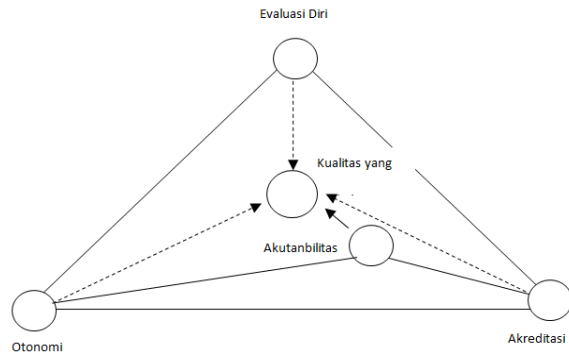 Evaluasi Diri
Kualitas yang
Akutanbilitas
Otonomi
Akreditasi